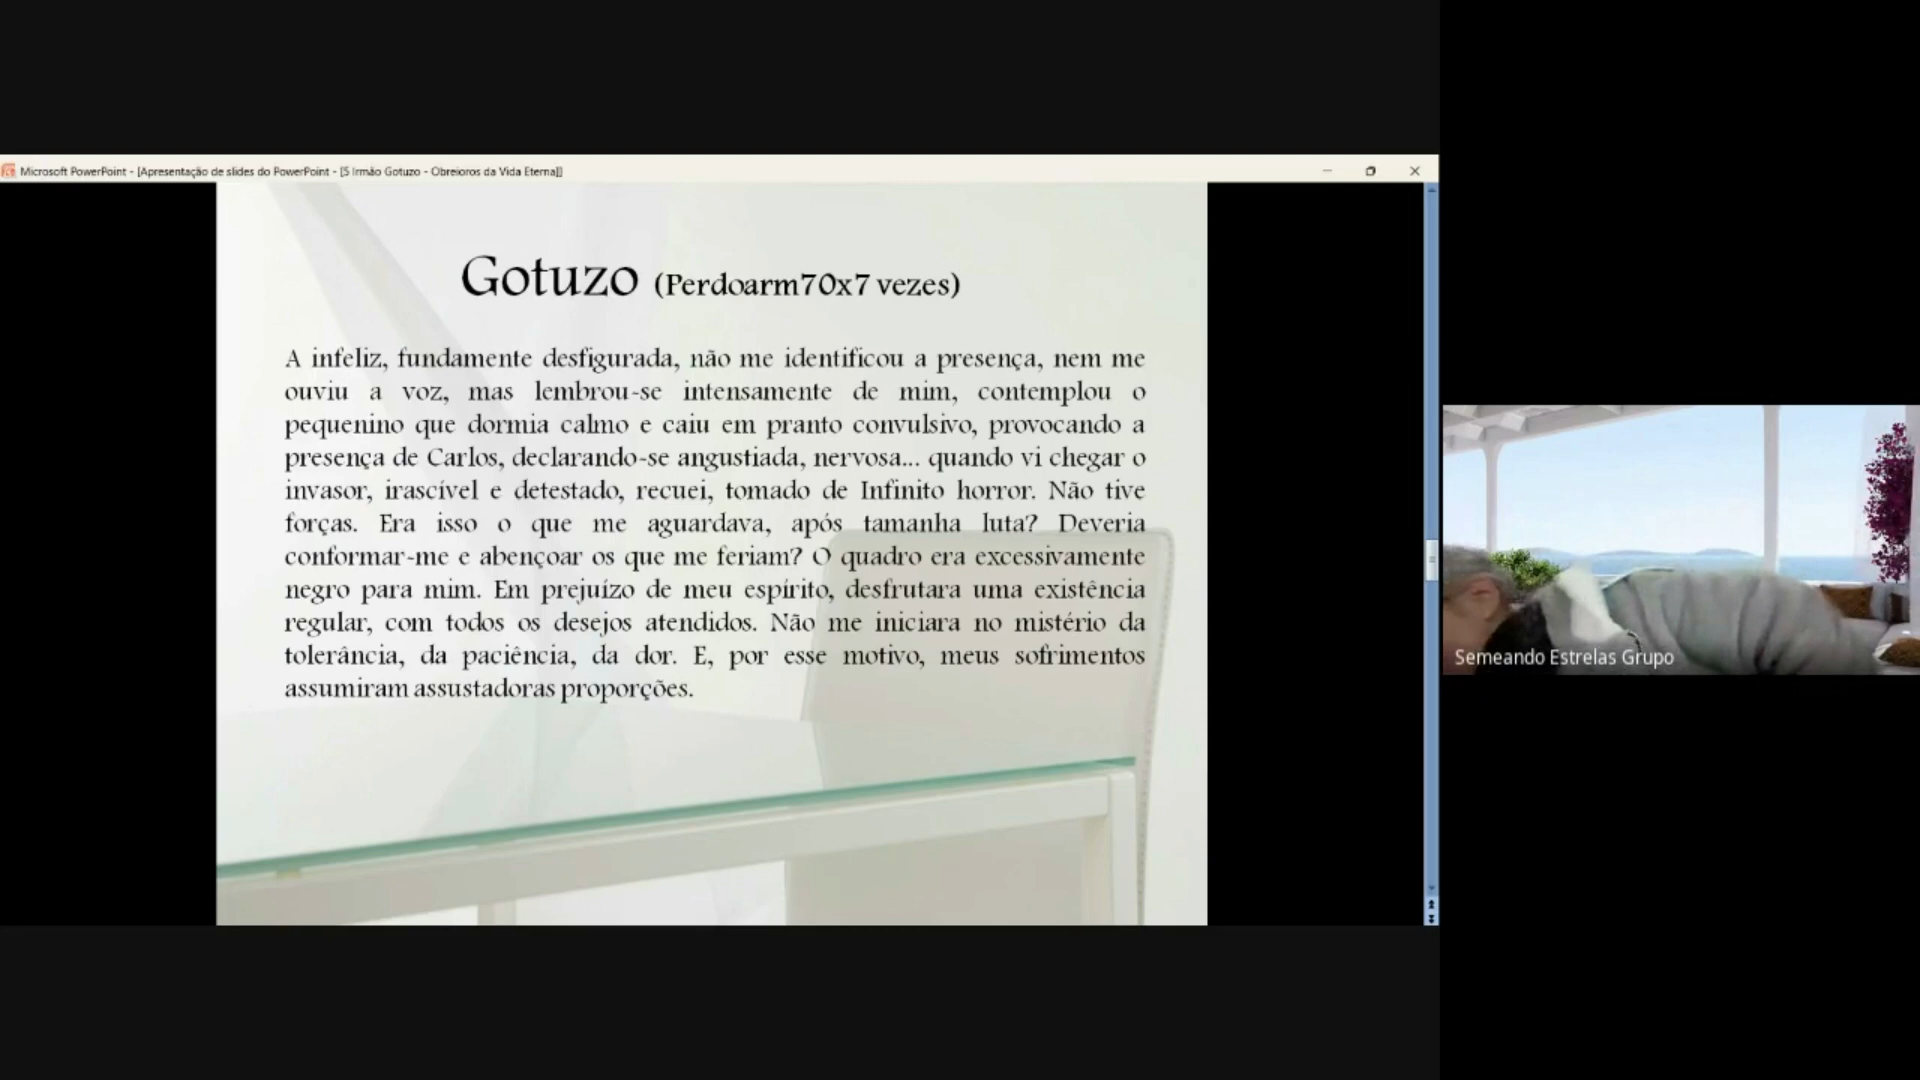 Microsoft PowerPoint - [Apresentação de slides do PowerPoint - [5 Irmão Gotuzo - Obreioros da Vida Eterna]]
Gotuzo (Perdoarm70x7 vezes)
A infeliz, fundamente desfigurada, não me identificou a presença, nem me
ouviu a voz, mas lembrou-se intensamente de mim, contemplou o
pequenino que dormia calmo e caiu em pranto convulsivo, provocando a
presença de Carlos, declarando-se angustiada, nervosa... quando vi chegar o
invasor, irascível e detestado, recuei, tomado de Infinito horror. Não tive
forças. Era isso o que me aguardava, após tamanha luta? Deveria
conformar-me e abençoar os que me feriam? O quadro era excessivamente
negro para mim. Em prejuízo de meu espírito, desfrutara uma existência
regular, com todos os desejos atendidos. Não me iniciara no mistério da
tolerância, da paciência, da dor. E, por esse motivo, meus sofrimentos
assumiram assustadoras proporções.
Semeando Estrelas Grupo